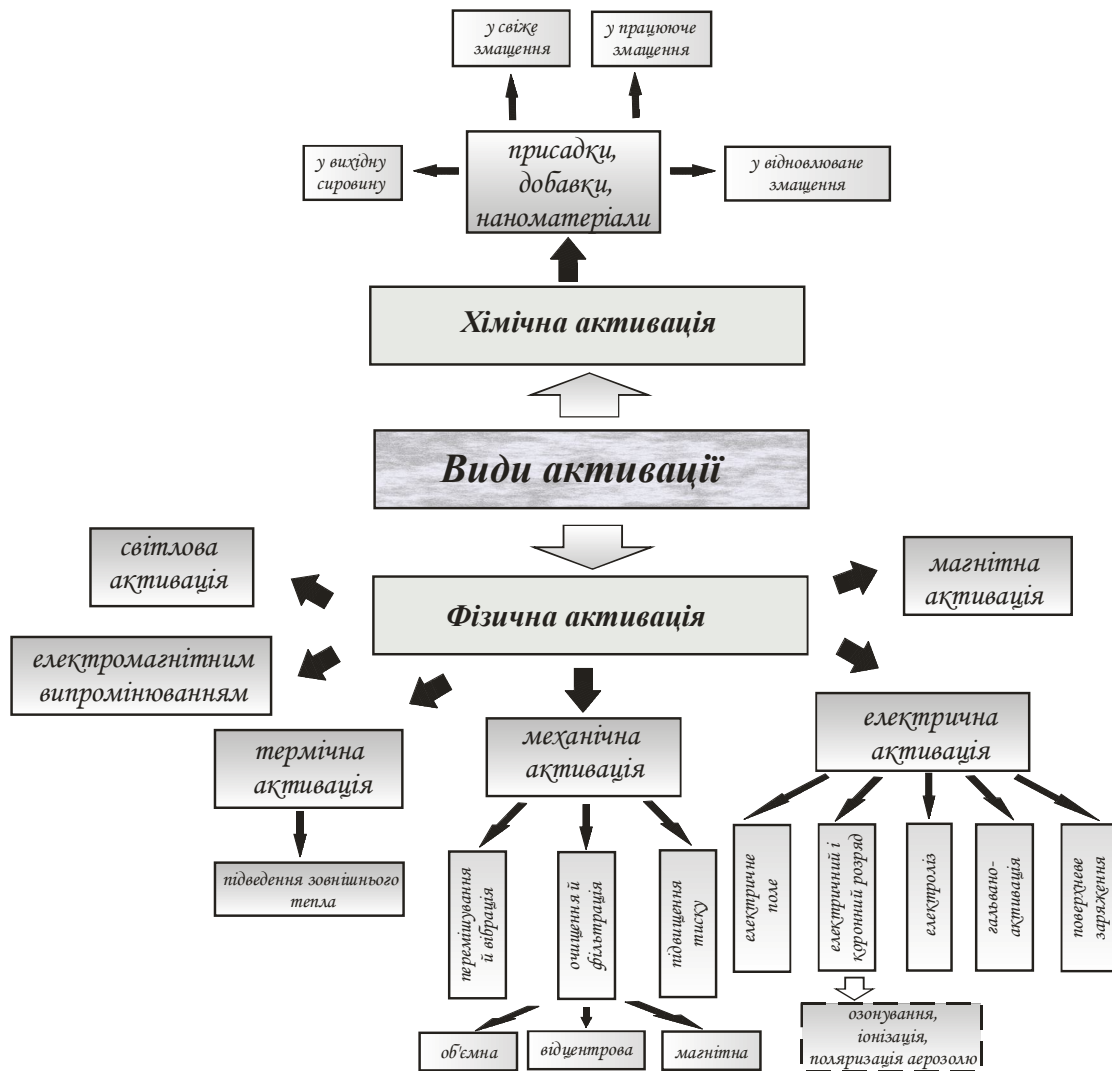 у свіже
змащення
у працююче
змащення
у вихідну
сировину
присадки,
добавки,
наноматеріали
у відновлюване
змащення
Хімічна активація
Види активації
світлова
активація
магнітна
активація
Фізична активація
електромагнітним
випромінюванням
термічна
активація
механічна
активація
електрична
активація
підведення зовнішнього
тепла
перемішування
й вібрація
очищення й
фільтрація
підвищення
тиску
електричне
поле
електричний і
коронний розряд
електроліз
гальвано-
активація
поверхневе
заряження
об'ємна
відцентрова
магнітна
озонування,
іонізація,
поляризація аерозолю